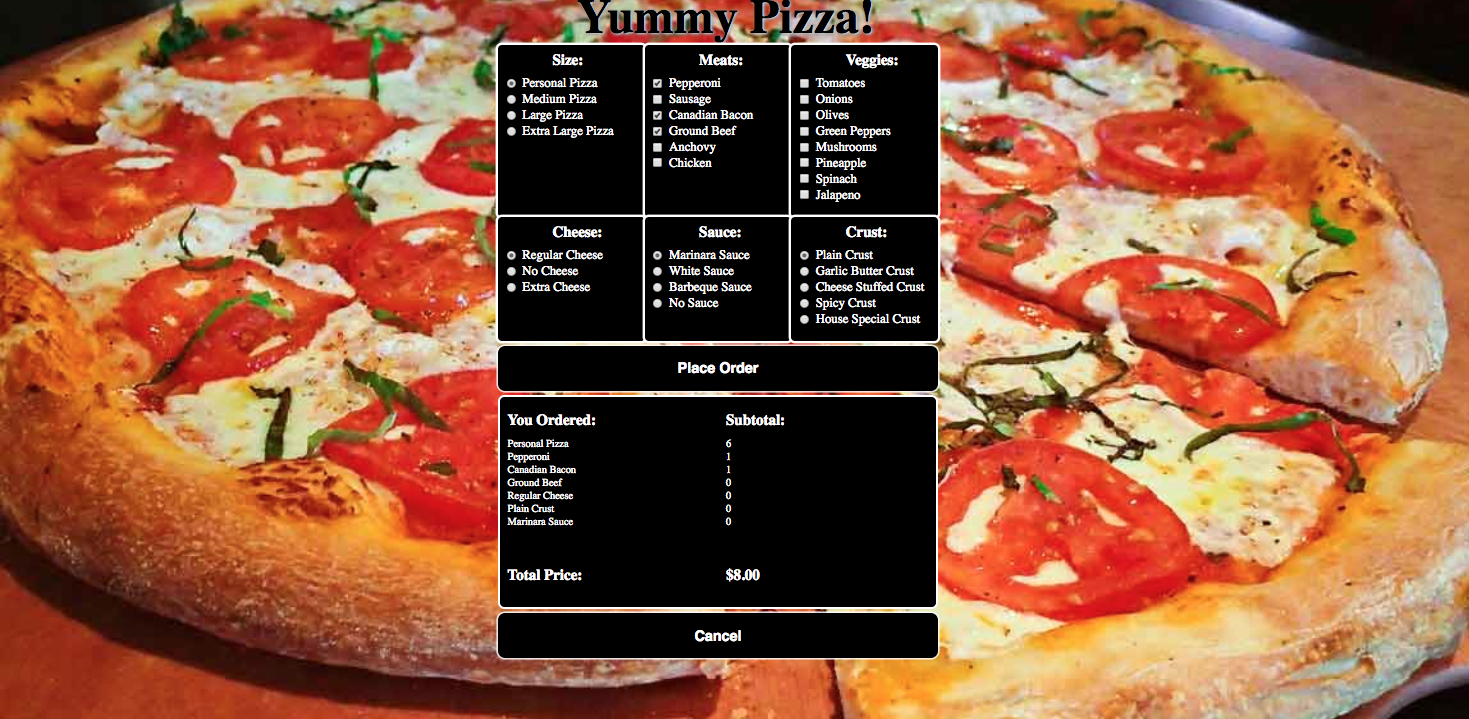 Yummy Pizza!
Size:
Personal Pizza
Medium Pizza
Large Pizza
Extra Large Pizza
Meats:
Pepperoni
Sausage
Canadian Bacon
Ground Beef
Anchovy
Chicken
Veggies:
Tomatoes
Onions
Olives
Green Peppers
Mushrooms
Pineapple
Spinach
Jalapeno
Cheese:
Regular Cheese
No Cheese
Extra Cheese
Sauce:
Marinara Sauce
White Sauce
Barbeque Sauce
No Sauce
Crust:
Plain Crust
Garlic Butter Crust
Cheese Stuffed Crust
Spicy Crust
House Special Crust
Place Order
You Ordered: Subtotal:
Personal Pizza 6
Pepperoni 1
Canadian Bacon 1
Ground Beef 0
Regular Cheese 0
Plain Crust 0
Marinara Sauce 0
Total Price: $8.00
Cancel